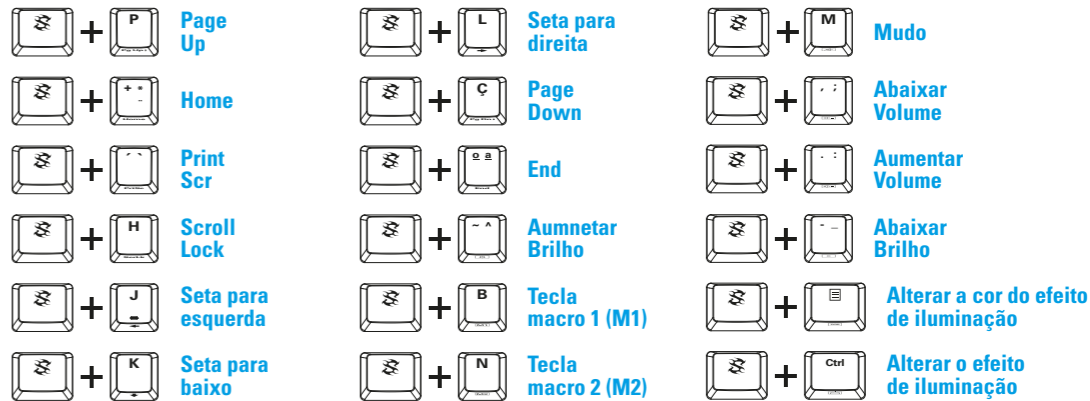 P
Page
Up
+ *
¨
Home
´ `
Print
Scr
H
Scroll
Lock
J
Seta para
esquerda
K
Seta para
baixo
L
Seta para
direita
Ç
Page
Down
º ª
End
~ ^
Aumnetar
Brilho
B
Tecla
macro 1 (M1)
N
Tecla
macro 2 (M2)
M
Mudo
, ;
Abaixar
Volume
. :
Aumentar
Volume
- _
Abaixar
Brilho
Alterar a cor do efeito
de iluminação
Ctrl
Alterar o efeito
de iluminação